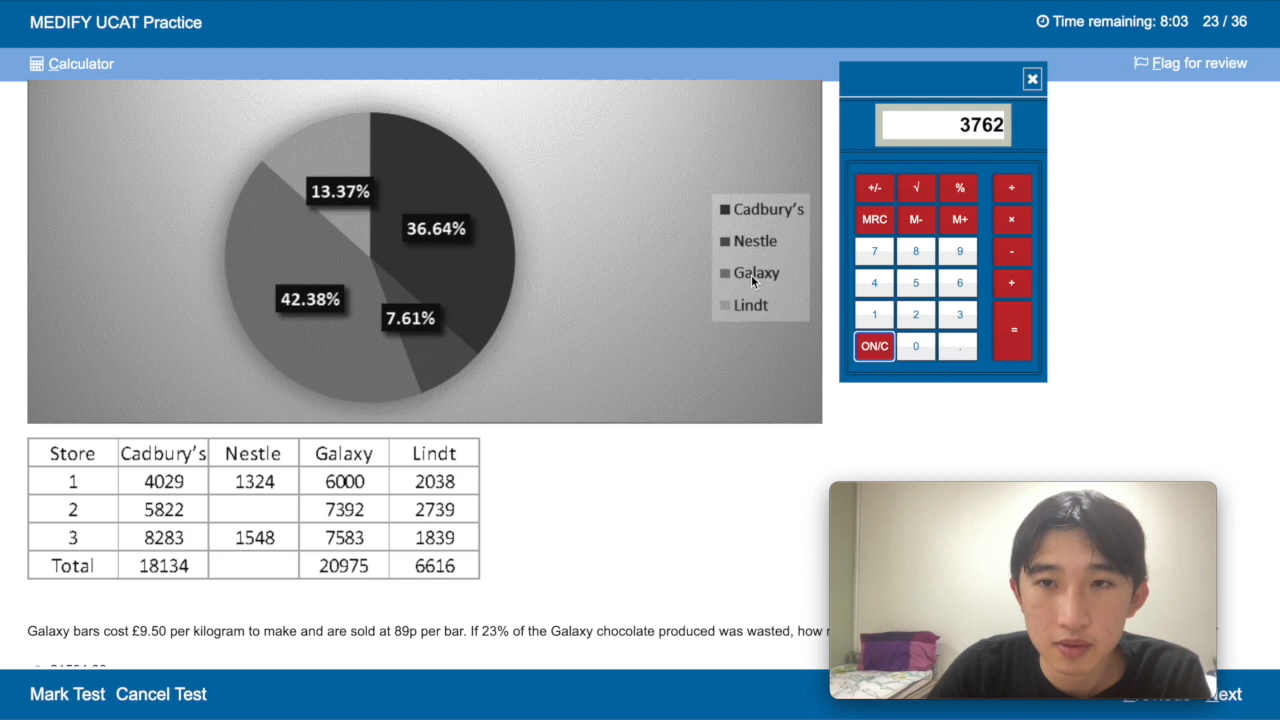 MEDIFY UCAT Practice
Time remaining: 8:03 23 / 36
Calculator
Flag for review
3762
+/- √ % ÷
MRC M- M+ ×
7 8 9 -
4 5 6 +
1 2 3 =
ON/C 0 .
13.37%
36.64%
42.38%
7.61%
Cadbury's
Nestle
Galaxy
Lindt
Store Cadbury's Nestle Galaxy Lindt
1 4029 1324 6000 2038
2 5822 7392 2739
3 8283 1548 7583 1839
Total 18134 20975 6616
Galaxy bars cost £9.50 per kilogram to make and are sold at 89p per bar. If 23% of the Galaxy chocolate produced was wasted, how
Mark Test Cancel Test